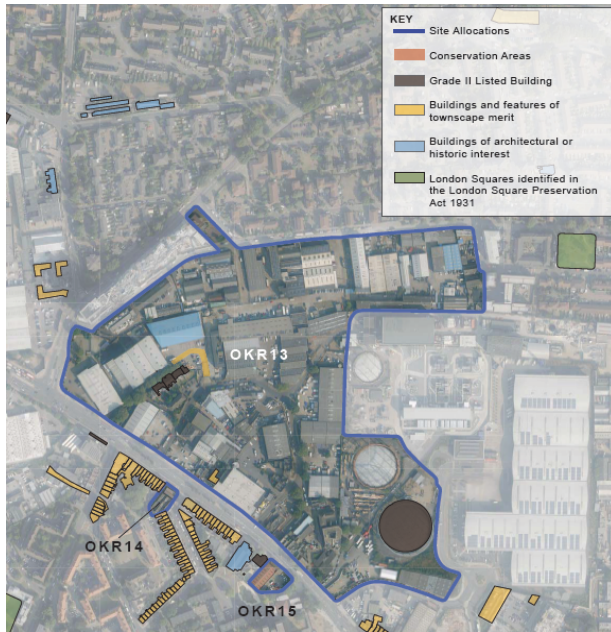 KEY
Site Allocations
Conservation Areas
Grade II Listed Building
Buildings and features of
townscape merit
Buildings of architectural or
historic interest
London Squares identified in
the London Square Preservation
Act 1931
OKR13
OKR14
OKR15